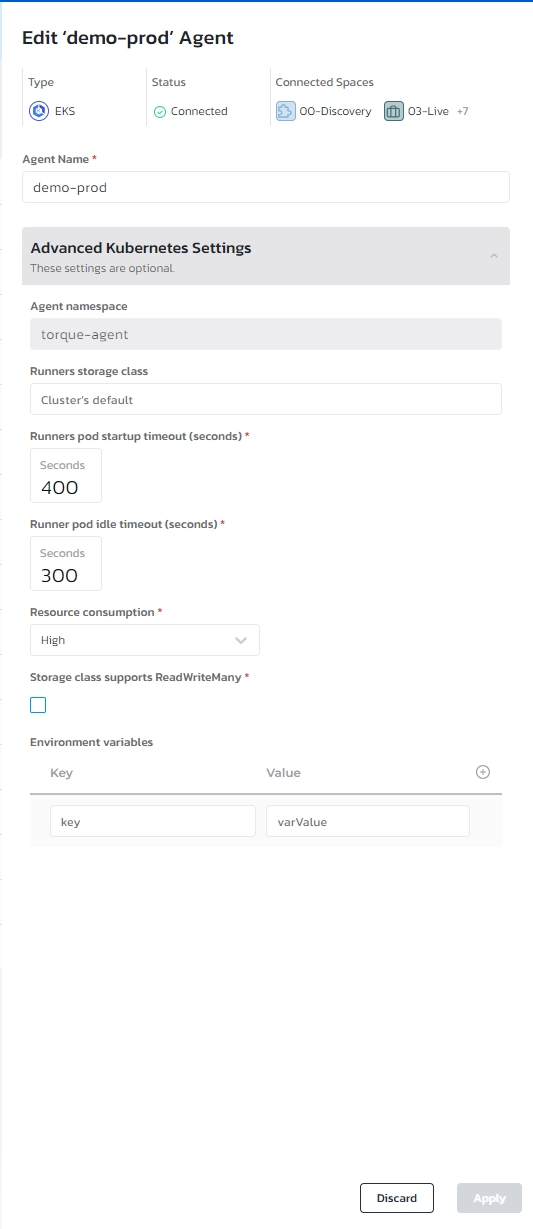 Edit ‘demo-prod’ Agent
Type
Status
Connected Spaces
EKS
Connected
00-Discovery
03-Live
+7
Agent Name *
demo-prod
Advanced Kubernetes Settings
These settings are optional.
Agent namespace
torque-agent
Runners storage class
Cluster's default
Runners pod startup timeout (seconds) *
Seconds
400
Runner pod idle timeout (seconds) *
Seconds
300
Resource consumption *
High
Storage class supports ReadWriteMany *
Environment variables
Key
Value
key
varValue
Discard
Apply